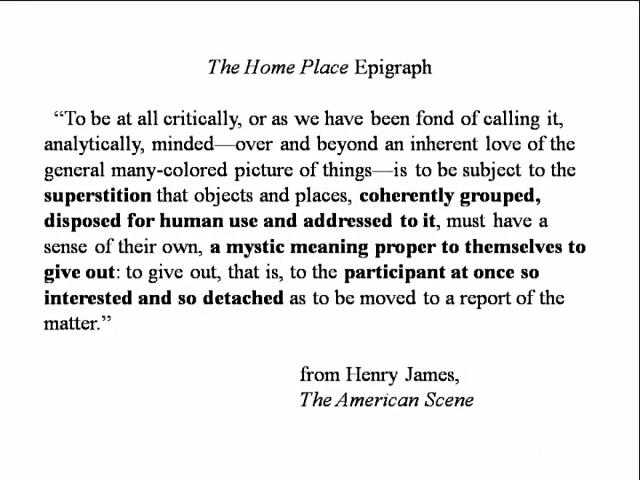 The Home Place Epigraph
“To be at all critically, or as we have been fond of calling it,
analytically, minded—over and beyond an inherent love of the
general many-colored picture of things—is to be subject to the
superstition that objects and places, coherently grouped,
disposed for human use and addressed to it, must have a
sense of their own, a mystic meaning proper to themselves to
give out: to give out, that is, to the participant at once so
interested and so detached as to be moved to a report of the
matter.”
from Henry James,
The American Scene